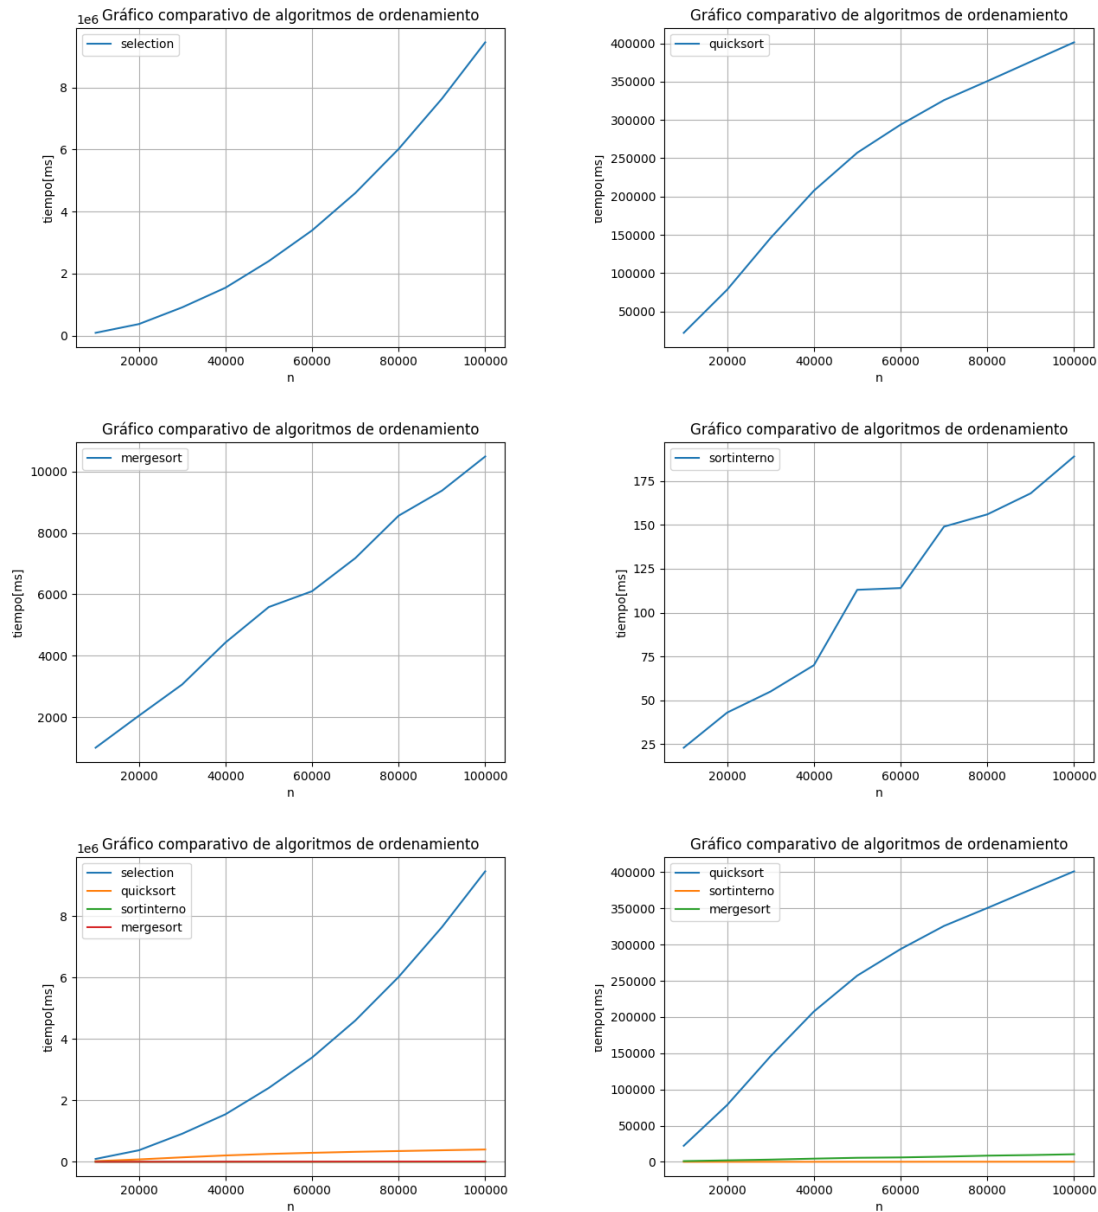 Gráfico comparativo de algoritmos de ordenamiento
1e6
selection
8
6
4
2
0
tiempo[ms]
20000 40000 60000 80000 100000
n
Gráfico comparativo de algoritmos de ordenamiento
quicksort
400000
350000
300000
250000
200000
150000
100000
50000
tiempo[ms]
20000 40000 60000 80000 100000
n
Gráfico comparativo de algoritmos de ordenamiento
mergesort
10000
8000
6000
4000
2000
tiempo[ms]
20000 40000 60000 80000 100000
n
Gráfico comparativo de algoritmos de ordenamiento
sortinterno
175
150
125
100
75
50
25
tiempo[ms]
20000 40000 60000 80000 100000
n
Gráfico comparativo de algoritmos de ordenamiento
1e6
selection
quicksort
sortinterno
mergesort
8
6
4
2
0
tiempo[ms]
20000 40000 60000 80000 100000
n
Gráfico comparativo de algoritmos de ordenamiento
quicksort
sortinterno
mergesort
400000
350000
300000
250000
200000
150000
100000
50000
0
tiempo[ms]
20000 40000 60000 80000 100000
n